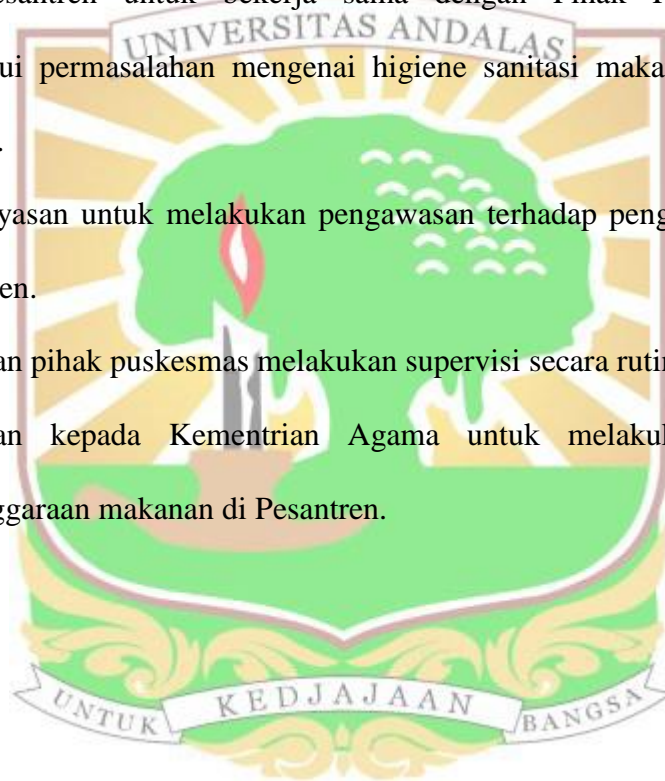 esantren untuk bekerja sama dengan Pihak
UNIVERSITAS ANDALAS
ui permasalahan mengenai higiene sanitasi maka
.
yasan untuk melakukan pengawasan terhadap peng
en.
an pihak puskesmas melakukan supervisi secara rutin
an kepada Kementrian Agama untuk melakuk
ggaraan makanan di Pesantren.
UNTUK KEDJAJAAN BANGSA